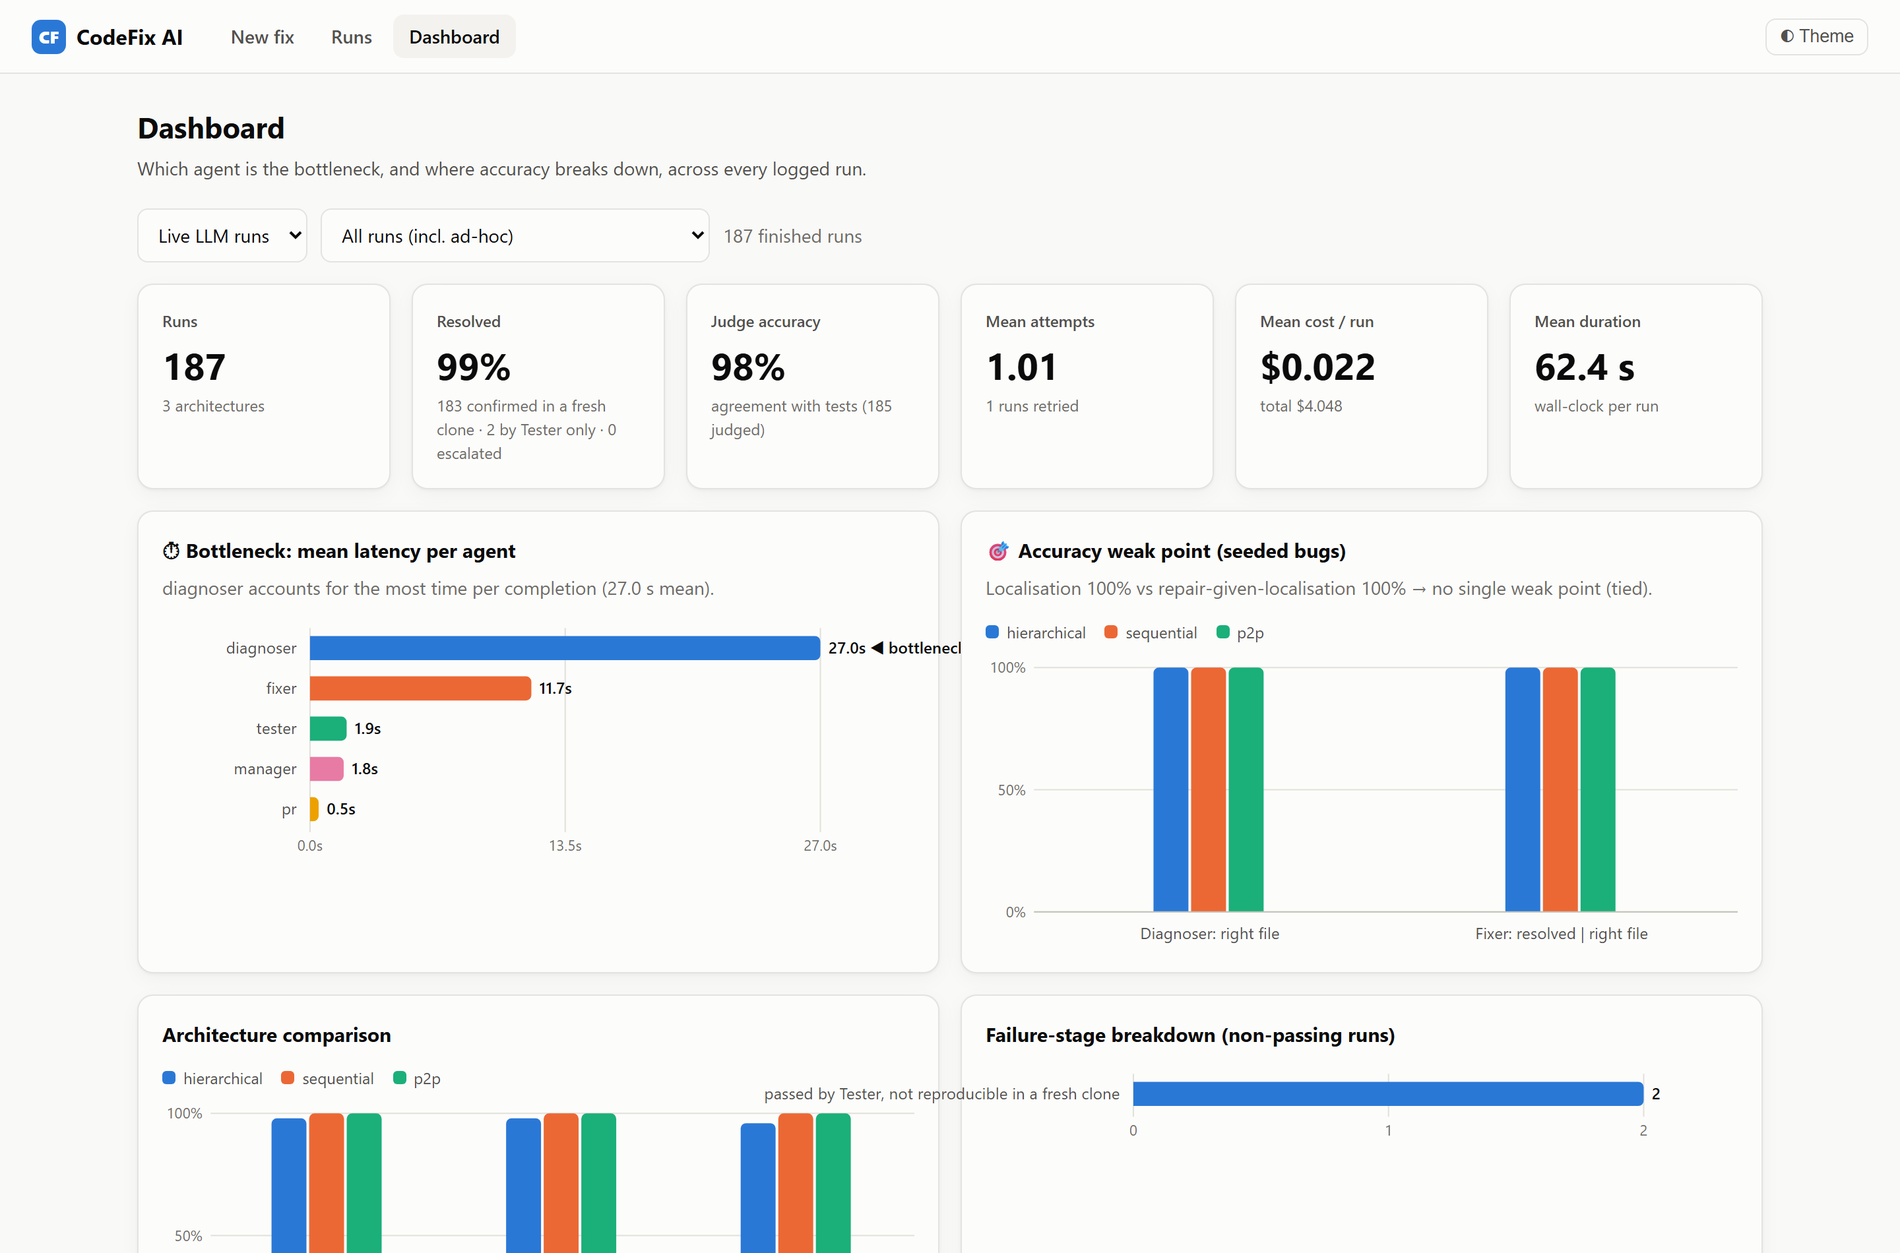 CF CodeFix AI New fix Runs Dashboard Theme
Dashboard
Which agent is the bottleneck, and where accuracy breaks down, across every logged run.
Live LLM runs All runs (incl. ad-hoc) 187 finished runs
Runs
187
3 architectures
Resolved
99%
183 confirmed in a fresh
clone · 2 by Tester only · 0
escalated
Judge accuracy
98%
agreement with tests (185
judged)
Mean attempts
1.01
1 runs retried
Mean cost / run
$0.022
total $4.048
Mean duration
62.4 s
wall-clock per run
Bottleneck: mean latency per agent
diagnoser accounts for the most time per completion (27.0 s mean).
diagnoser 27.0s ◀ bottleneck
fixer 11.7s
tester 1.9s
manager 1.8s
pr 0.5s
0.0s 13.5s 27.0s
Accuracy weak point (seeded bugs)
Localisation 100% vs repair-given-localisation 100% → no single weak point (tied).
hierarchical sequential p2p
100%
50%
0%
Diagnoser: right file Fixer: resolved | right file
Architecture comparison
hierarchical sequential p2p
100%
50%
Failure-stage breakdown (non-passing runs)
passed by Tester, not reproducible in a fresh clone 2
0 1 2